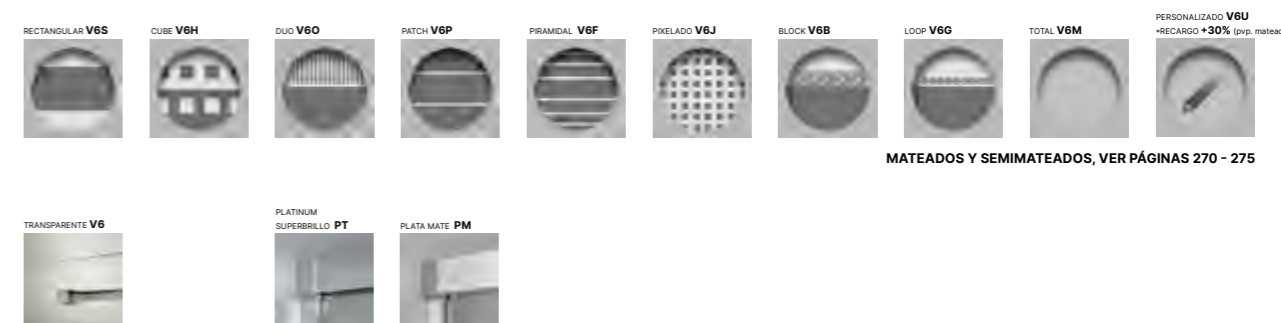 RECTANGULAR V6S
CUBE V6H
DUO V6O
PATCH V6P
PIRAMIDAL V6F
PIXELADO V6J
BLOCK V6B
LOOP V6G
TOTAL V6M
PERSONALIZADO V6U
+RECARGO +30% (pvp. matead
MATEADOS Y SEMIMATEADOS, VER PÁGINAS 270 - 275
TRANSPARENTE V6
PLATINUM
SUPERBRILLO PT
PLATA MATE PM